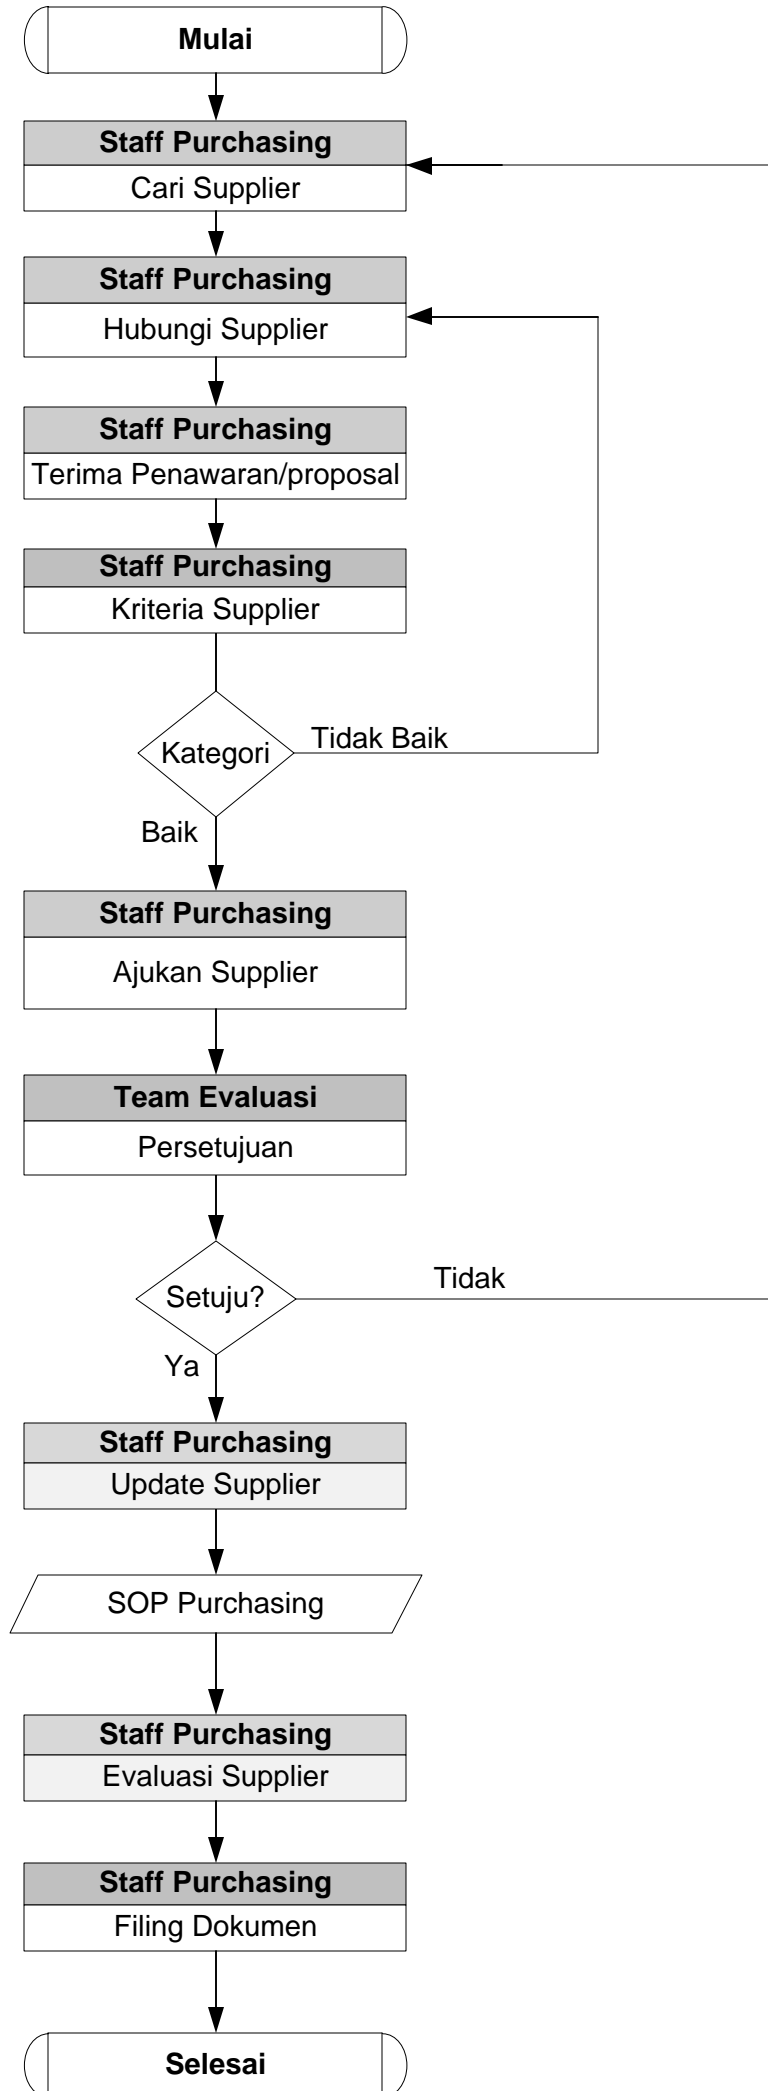 Mulai
Staff Purchasing
Cari Supplier
Staff Purchasing
Hubungi Supplier
Staff Purchasing
Terima Penawaran/proposal
Staff Purchasing
Kriteria Supplier
Kategori
Tidak Baik
Baik
Staff Purchasing
Ajukan Supplier
Team Evaluasi
Persetujuan
Setuju?
Tidak
Ya
Staff Purchasing
Update Supplier
SOP Purchasing
Staff Purchasing
Evaluasi Supplier
Staff Purchasing
Filing Dokumen
Selesai